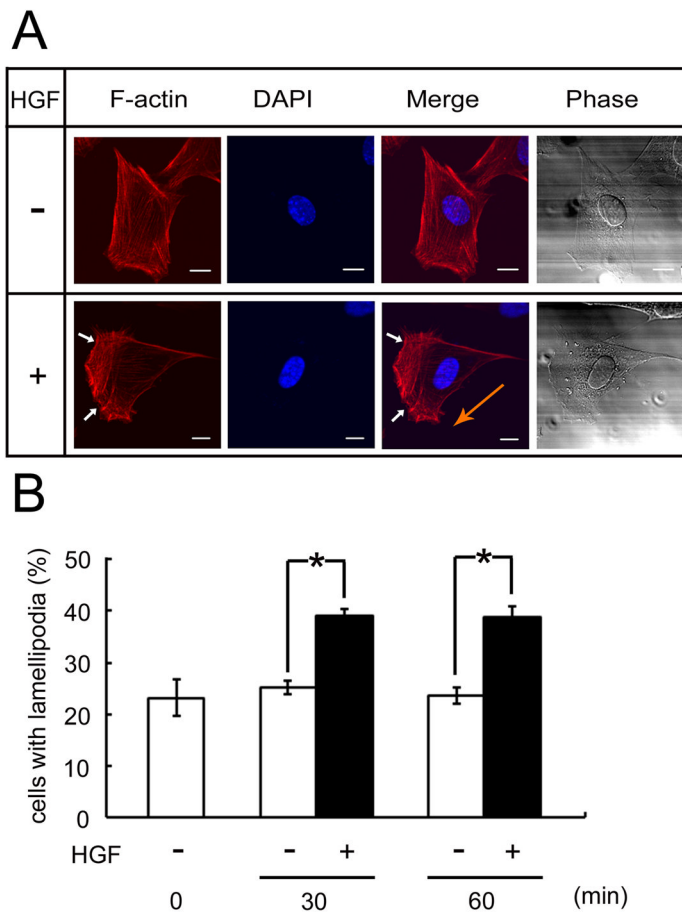 A
HGF F-actin DAPI Merge Phase
-
+
B
cells with lamellipodia (%)
50
40
30
20
10
0
* *
HGF - - + - +
0 30 60 (min)